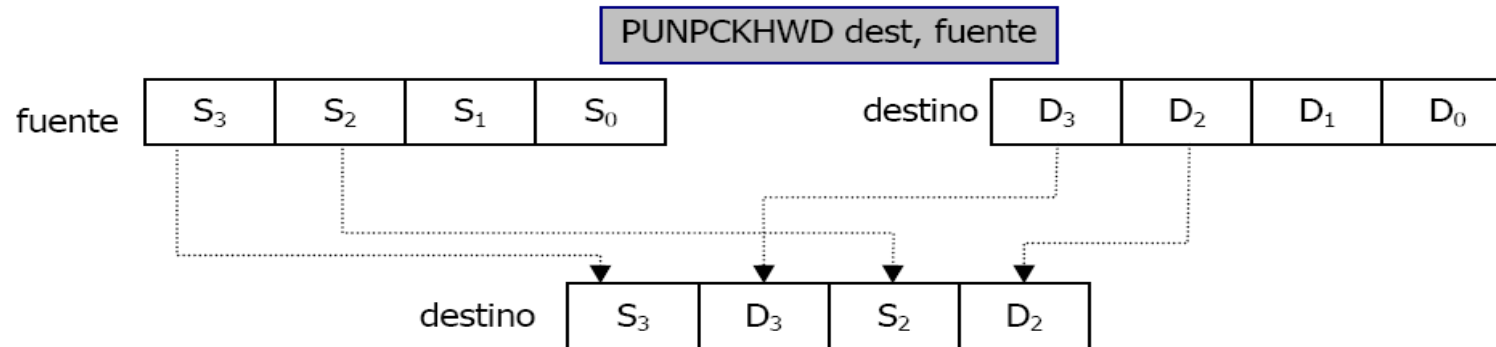 PUNPCKHWD dest, fuente
fuente S₃ S₂ S₁ S₀ destino D₃ D₂ D₁ D₀
destino S₃ D₃ S₂ D₂